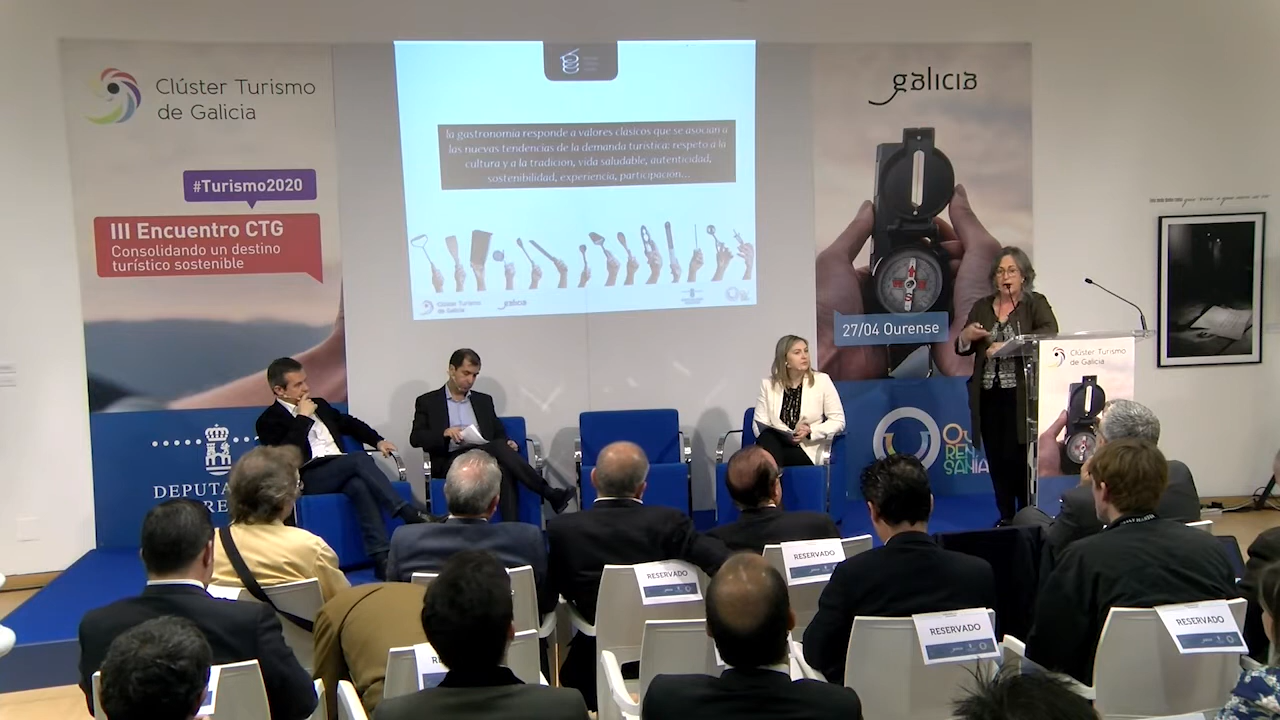 Clúster Turismo
de Galicia
#Turismo2020
III Encuentro CTG
Consolidando un destino
turístico sostenible
la gastronomía responde a valores clásicos que se asocian a
las nuevas tendencias de la demanda turística: respeto a la
cultura y a la tradición, vida saludable, autenticidad,
sostenibilidad, experiencia, participación...
Clúster Turismo
de Galicia
galicia
galicia
27/04 Ourense
Clúster Turismo
de Galicia
DEPUTA
RESERVADO
RESERVADO
RESERVADO
RESERVADO